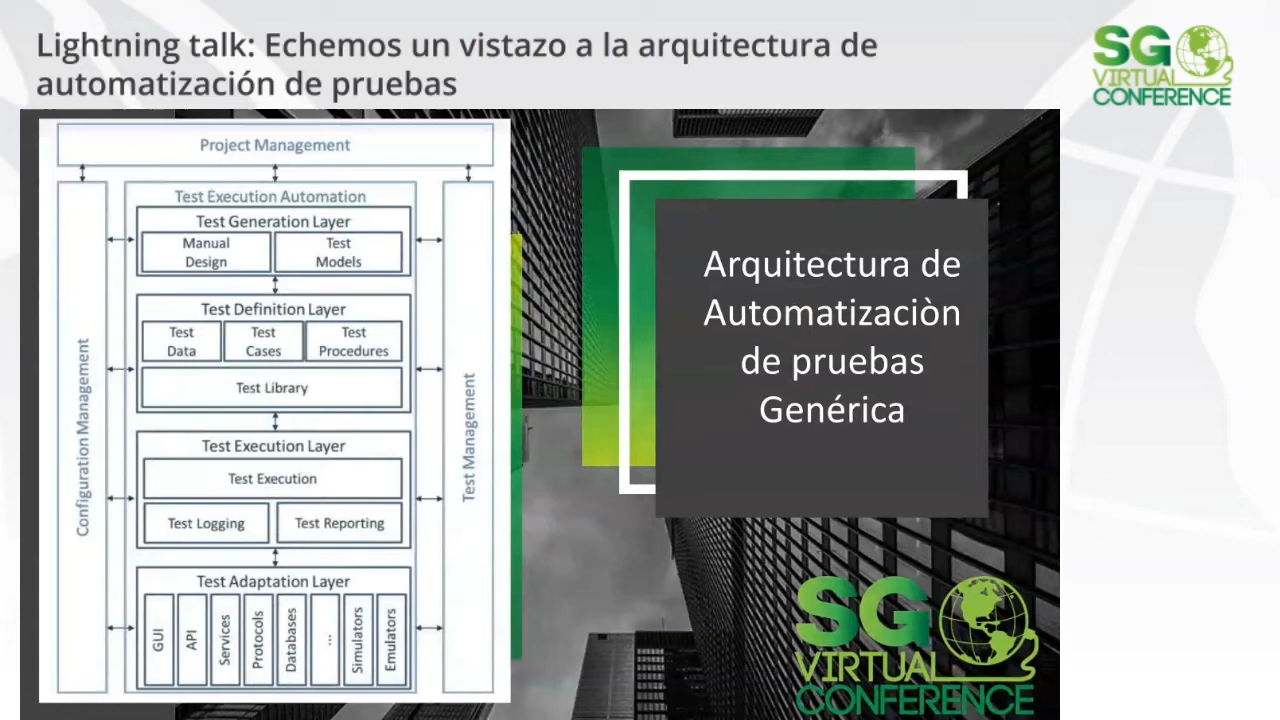 Lightning talk: Echemos un vistazo a la arquitectura de
automatización de pruebas
SG
VIRTUAL
CONFERENCE
Project Management
Configuration Management
Test Execution Automation
Test Generation Layer
Manual
Design
Test
Models
Test Definition Layer
Test
Data
Test
Cases
Test
Procedures
Test Library
Test Execution Layer
Test Execution
Test Logging
Test Reporting
Test Adaptation Layer
GUI
API
Services
Protocols
Databases
...
Simulators
Emulators
Test Management
Arquitectura de
Automatizaciòn
de pruebas
Genérica
SG
VIRTUAL
CONFERENCE